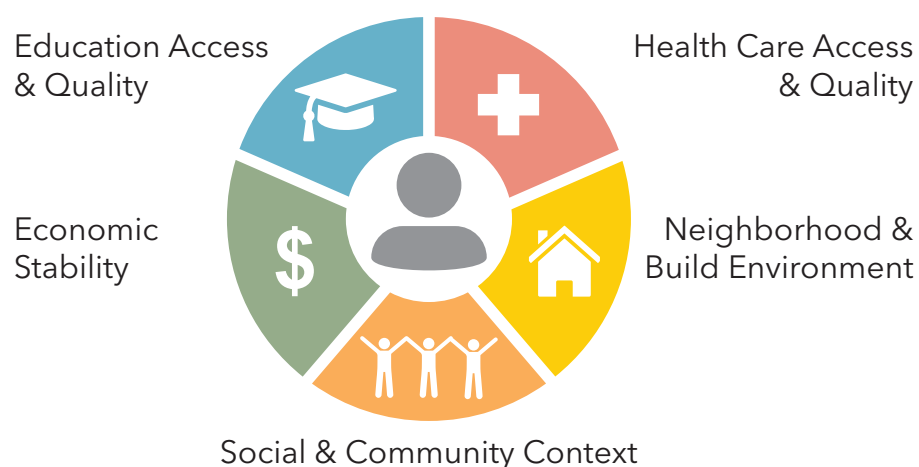 Education Access
& Quality
Health Care Access
& Quality
Economic
Stability
$
Neighborhood &
Build Environment
Social & Community Context